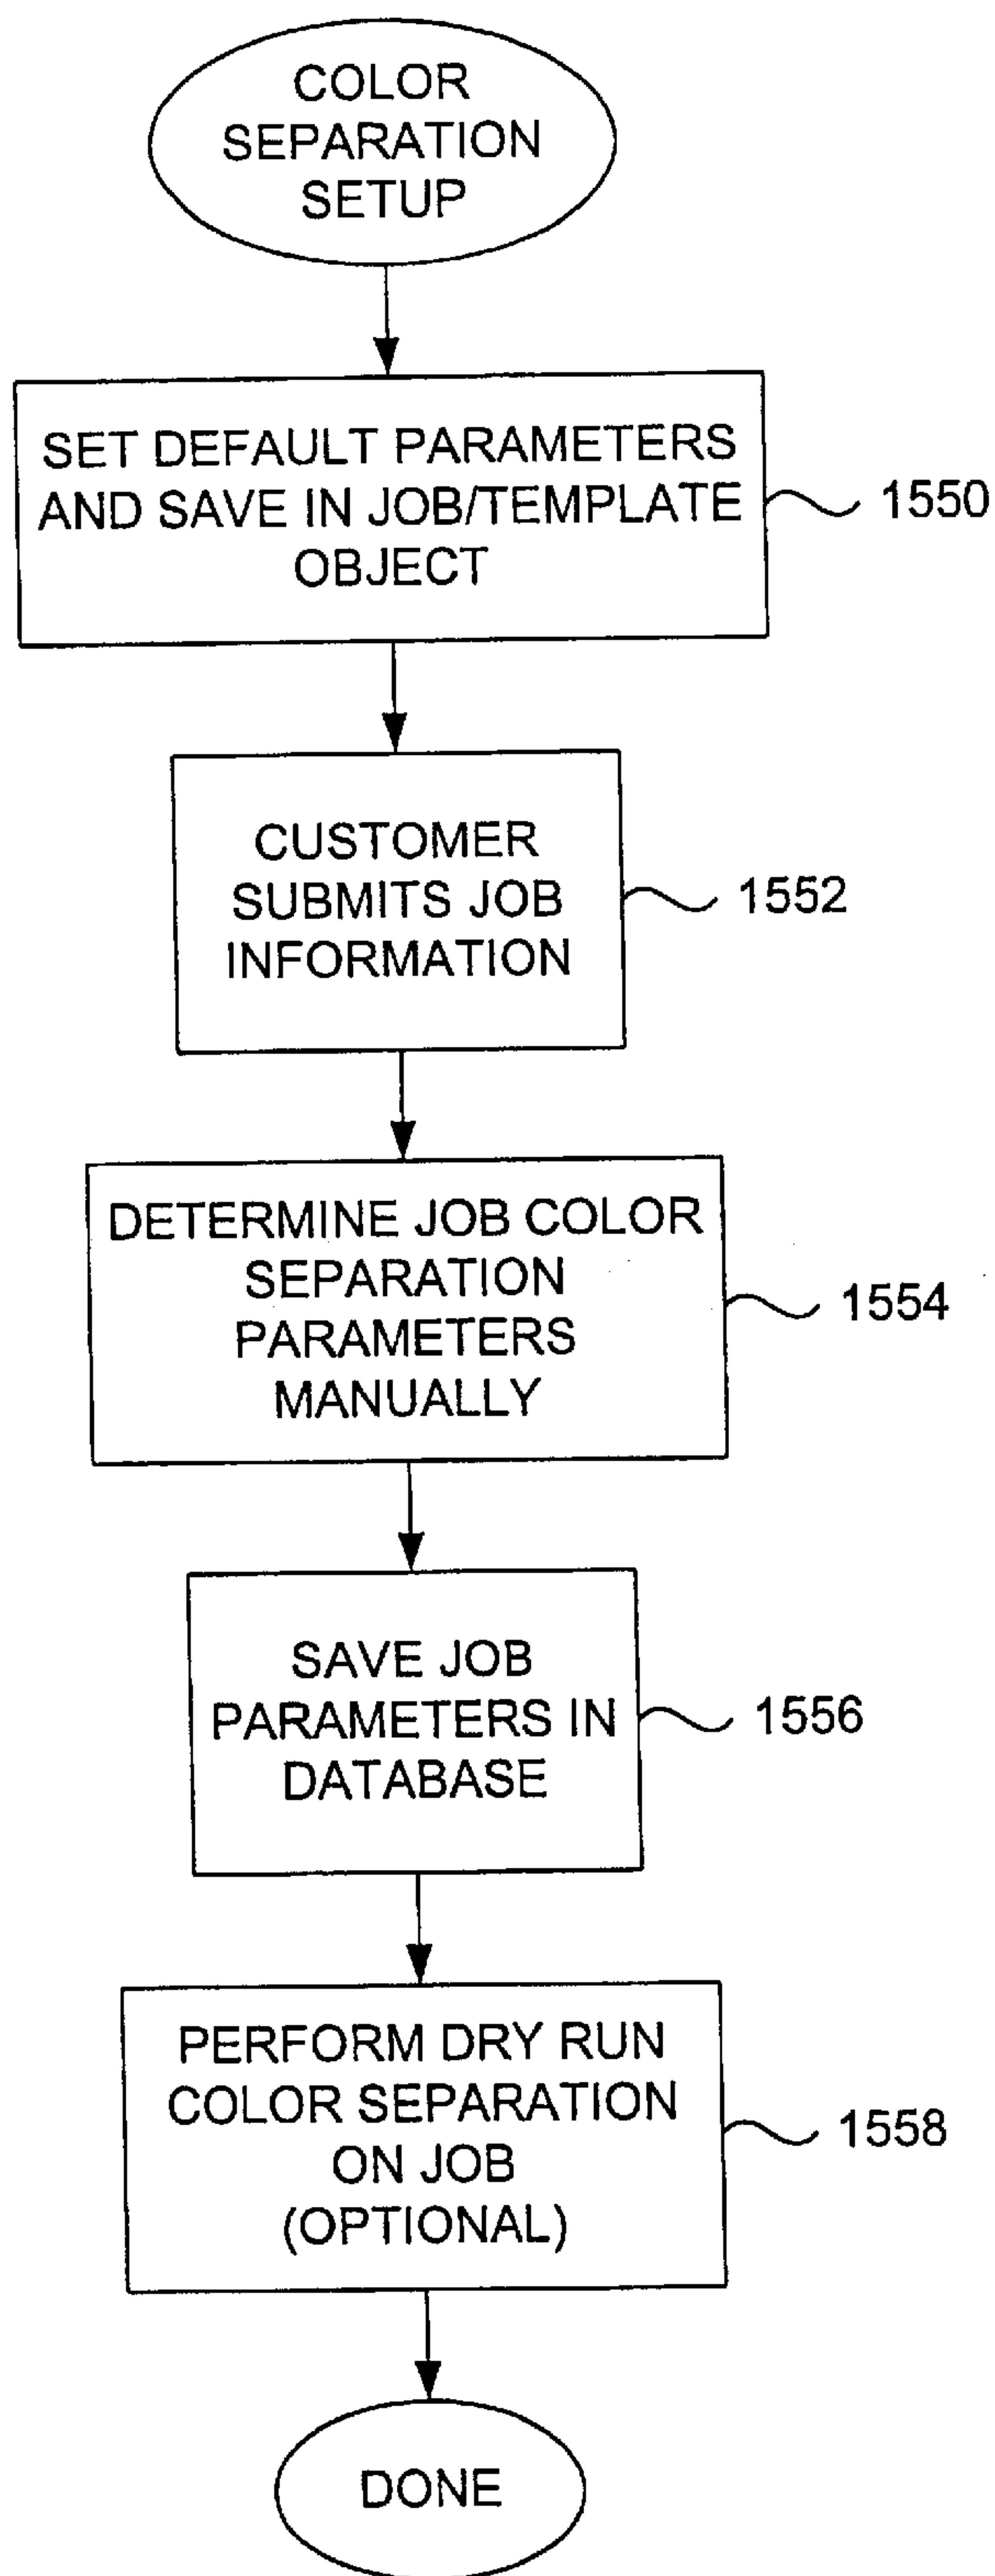 COLOR
SEPARATION
SETUP
SET DEFAULT PARAMETERS
AND SAVE IN JOB/TEMPLATE
OBJECT
1550
CUSTOMER
SUBMITS JOB
INFORMATION
1552
DETERMINE JOB COLOR
SEPARATION
PARAMETERS
MANUALLY
1554
SAVE JOB
PARAMETERS IN
DATABASE
1556
PERFORM DRY RUN
COLOR SEPARATION
ON JOB
(OPTIONAL)
1558
DONE